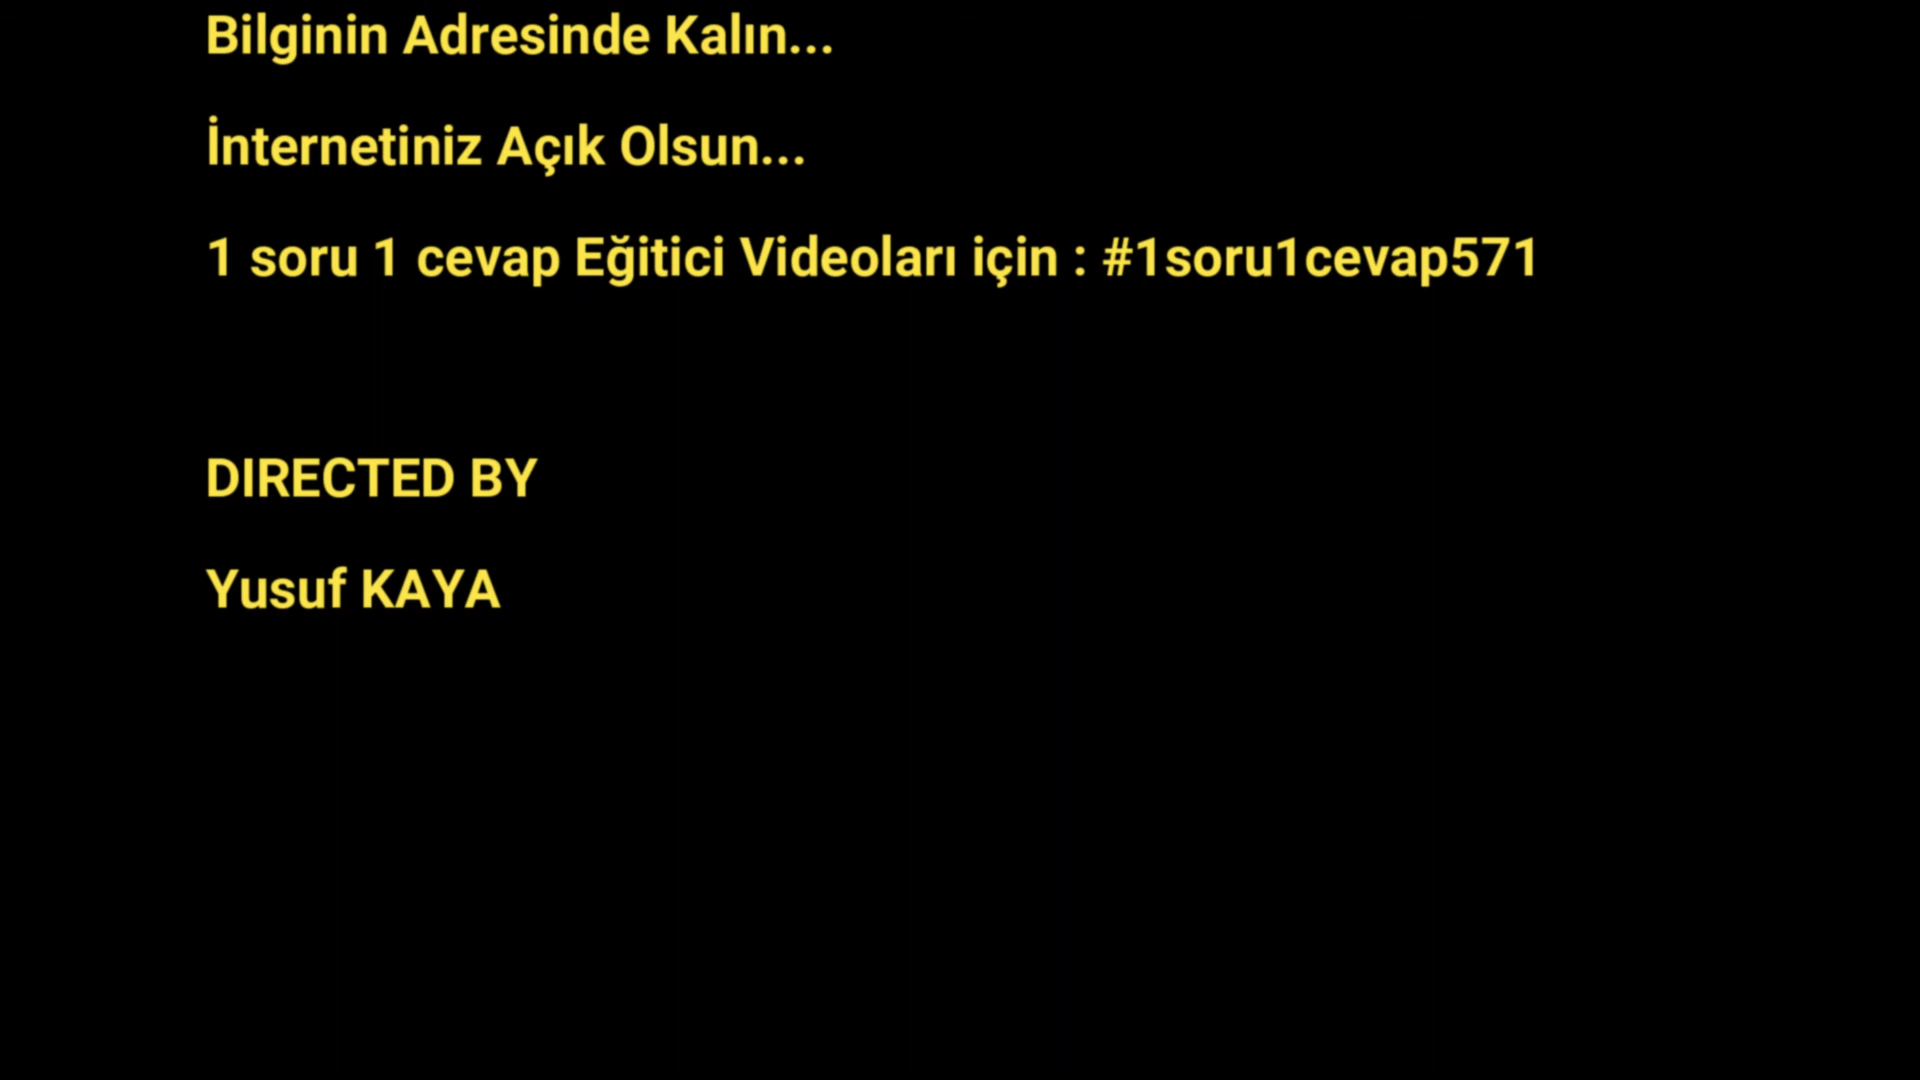 Bilginin Adresinde Kalın...
İnternetiniz Açık Olsun...
1 soru 1 cevap Eğitici Videoları için : #1soru1cevap571
DIRECTED BY
Yusuf KAYA